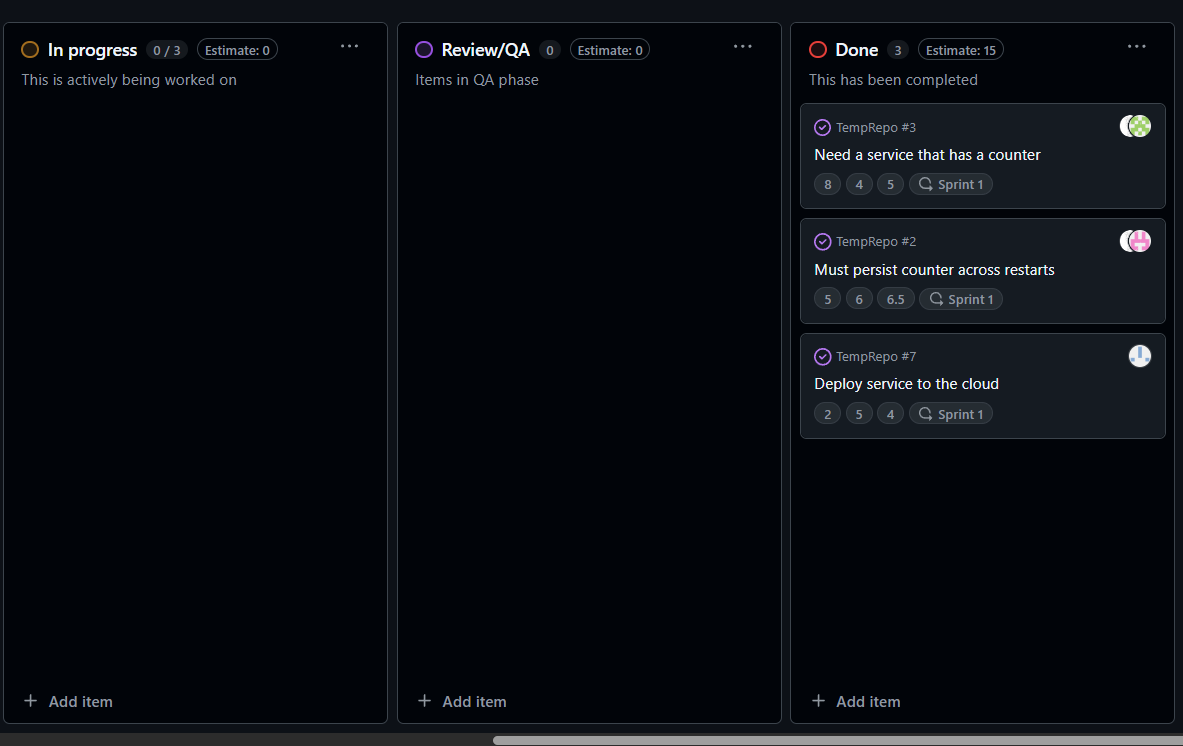 In progress 0 / 3 Estimate: 0
This is actively being worked on
Add item
Review/QA 0 Estimate: 0
Items in QA phase
Add item
Done 3 Estimate: 15
This has been completed
TempRepo #3
Need a service that has a counter
8 4 5 Sprint 1
TempRepo #2
Must persist counter across restarts
5 6 6.5 Sprint 1
TempRepo #7
Deploy service to the cloud
2 5 4 Sprint 1
Add item